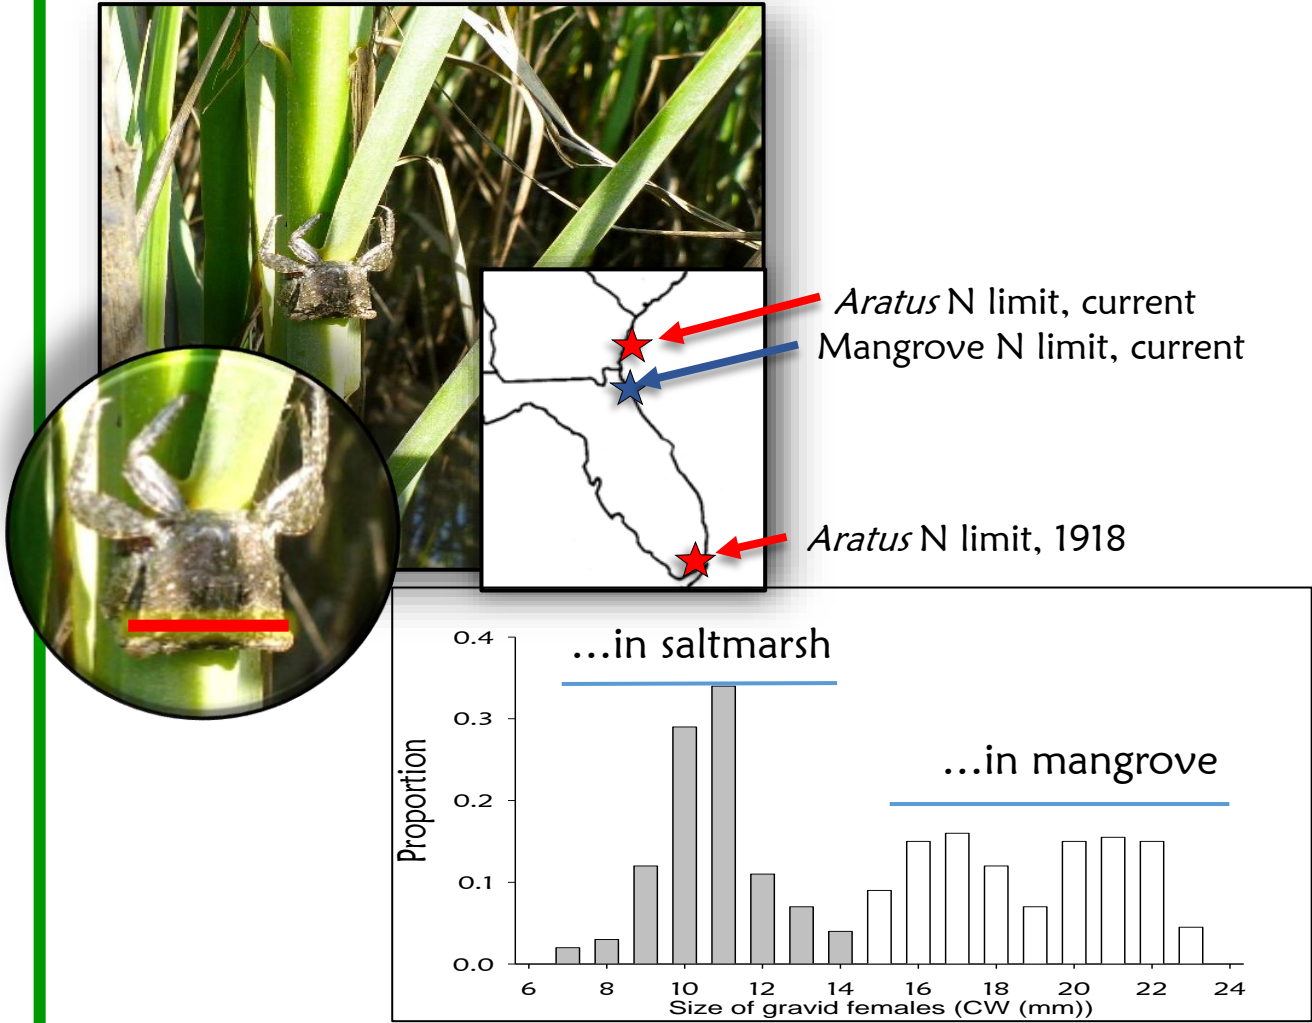 Aratus N limit, current
Mangrove N limit, current
Aratus N limit, 1918
...in saltmarsh
...in mangrove
Proportion
0.4
0.3
0.2
0.1
0.0
6 8 10 12 14 16 18 20 22 24
Size of gravid females (CW (mm))